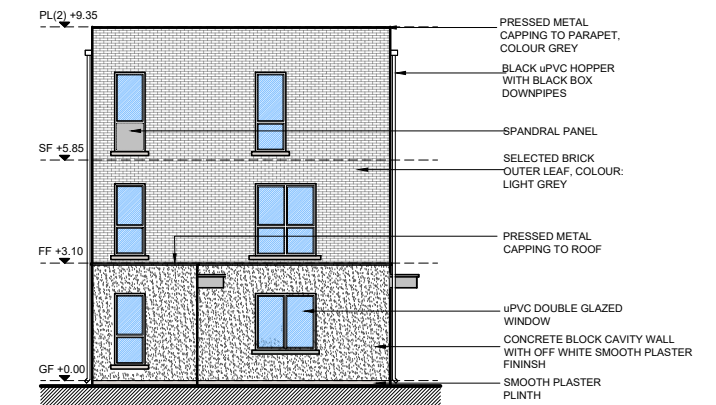 PL(2) +9.35
PRESSED METAL
CAPPING TO PARAPET,
COLOUR GREY
BLACK uPVC HOPPER
WITH BLACK BOX
DOWNPIPES
SPANDRAL PANEL
SF +5.85
SELECTED BRICK
OUTER LEAF, COLOUR:
LIGHT GREY
FF +3.10
PRESSED METAL
CAPPING TO ROOF
uPVC DOUBLE GLAZED
WINDOW
CONCRETE BLOCK CAVITY WALL
WITH OFF WHITE SMOOTH PLASTER
FININSH
GF +0.00
SMOOTH PLASTER
PLINTH